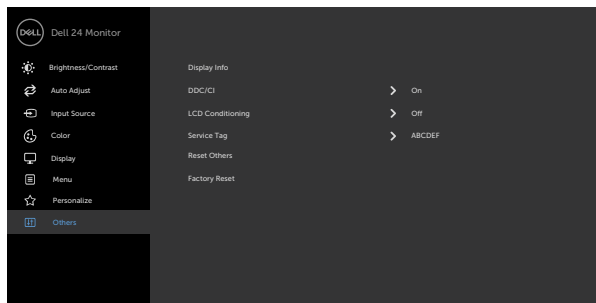 DELL Dell 24 Monitor
Brightness/Contrast
Auto Adjust
Input Source
Color
Display
Menu
Personalize
Others
Display Info
DDC/CI On
LCD Conditioning Off
Service Tag ABCDEF
Reset Others
Factory Reset